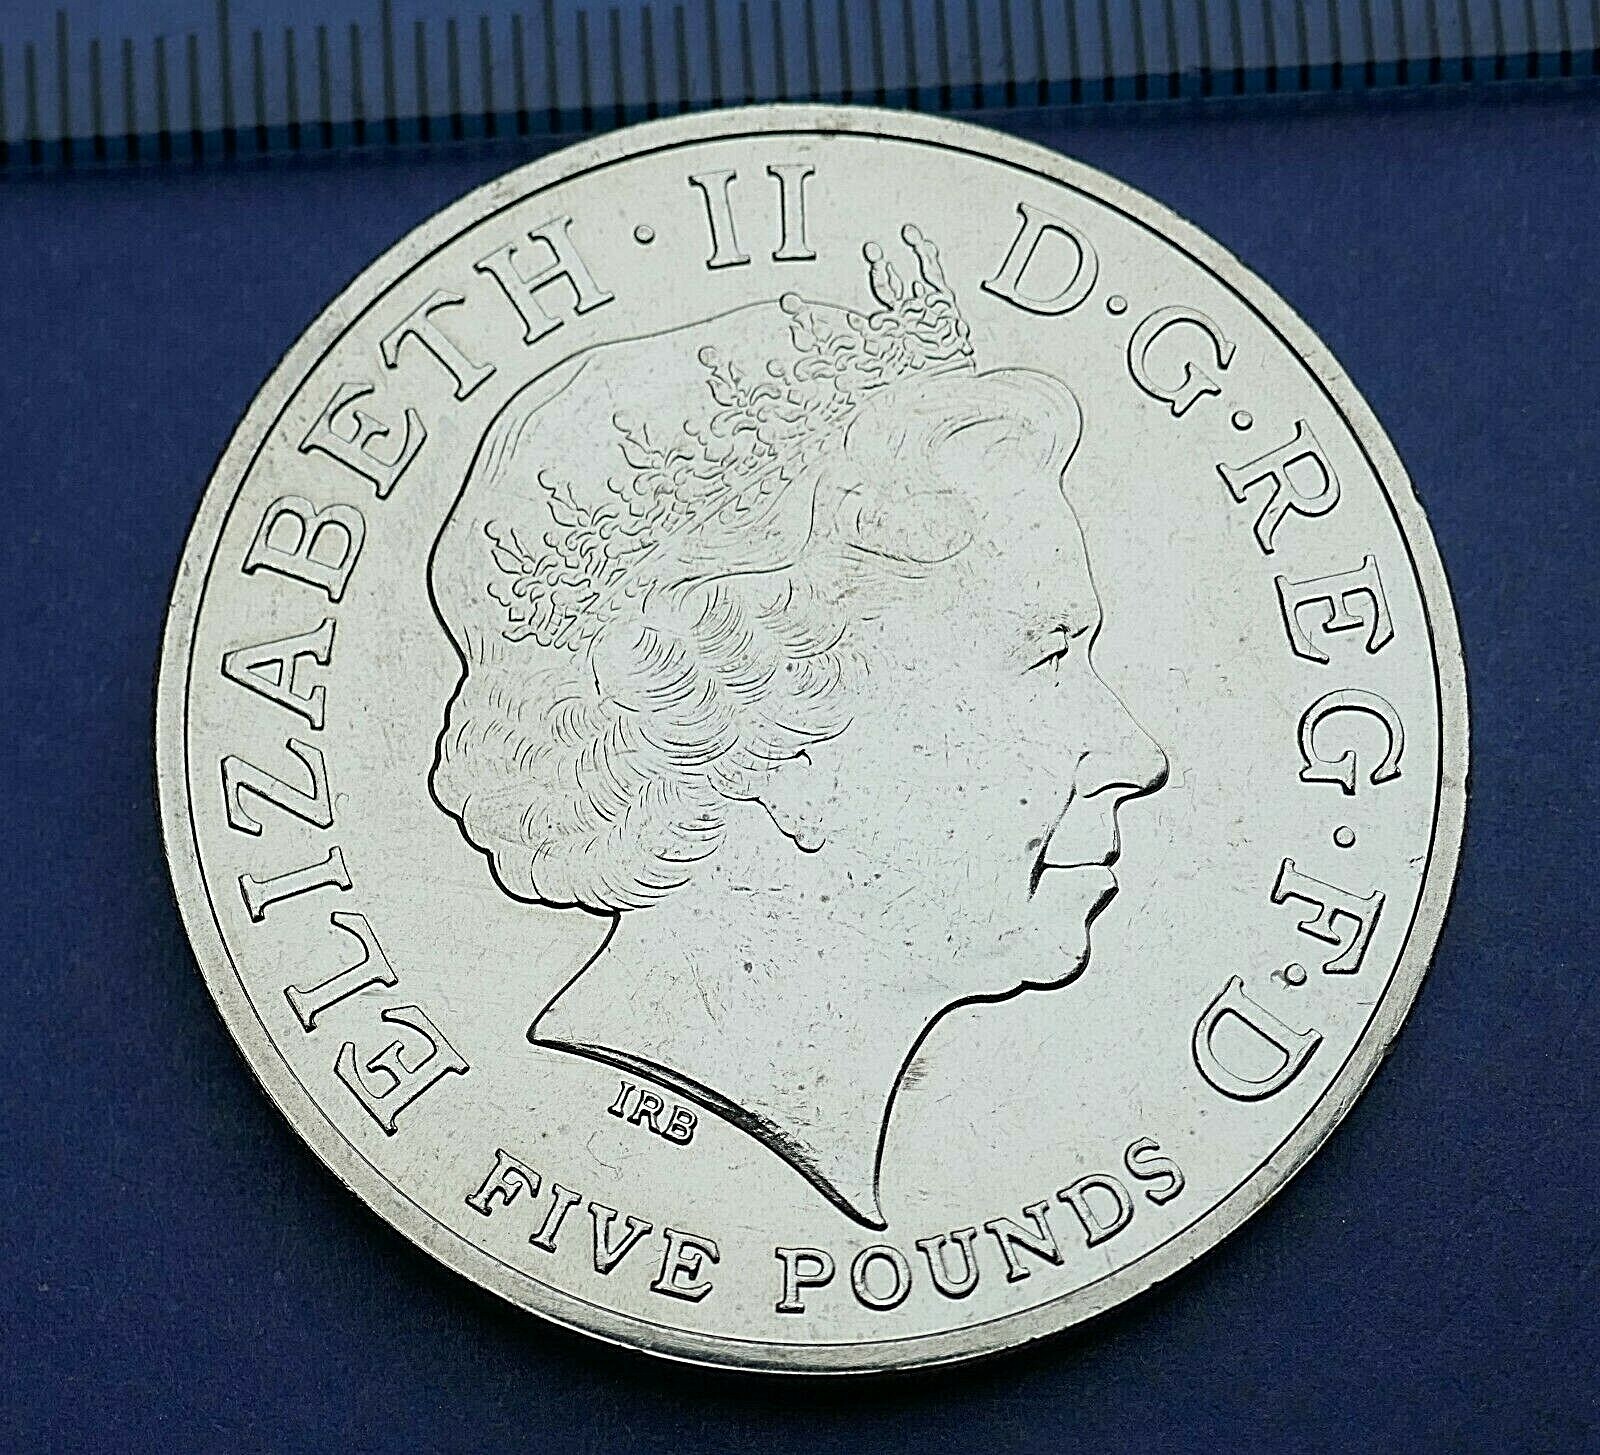 ELIZABETH · II D · G · REG · F · D
IRB
FIVE POUNDS